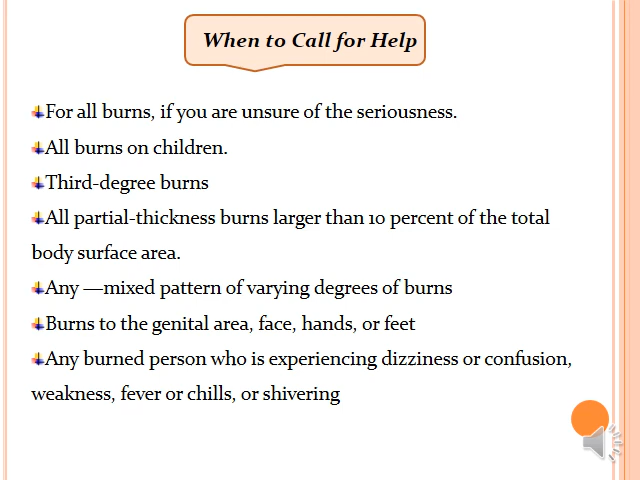 When to Call for Help
For all burns, if you are unsure of the seriousness.
All burns on children.
Third-degree burns
All partial-thickness burns larger than 10 percent of the total
body surface area.
Any —mixed pattern of varying degrees of burns
Burns to the genital area, face, hands, or feet
Any burned person who is experiencing dizziness or confusion,
weakness, fever or chills, or shivering